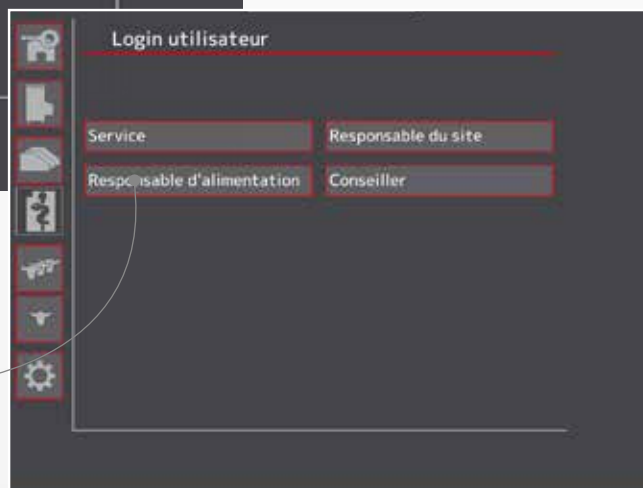 Login utilisateur
Service
Responsable du site
Responsable d'alimentation
Conseiller